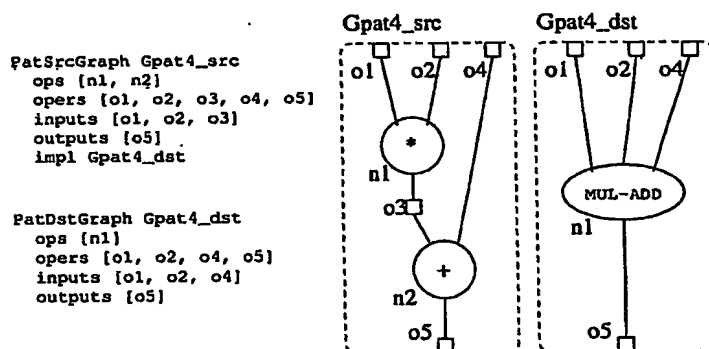 PatSrcGraph Gpat4_src
ops [n1, n2]
opers [o1, o2, o3, o4, o5]
inputs [o1, o2, o3]
outputs [o5]
impl Gpat4_dst
PatDstGraph Gpat4_dst
ops [n1]
opers [o1, o2, o4, o5]
inputs [o1, o2, o4]
outputs [o5]
Gpat4_src
o1 o2 o4
*
n1
o3
+
n2
o5
Gpat4_dst
o1 o2 o4
MUL-ADD
n1
o5